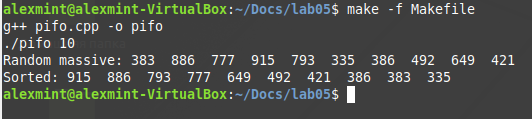 alexmint@alexmint-VirtualBox:~/Docs/lab05$ make -f Makefile
g++ pifo.cpp -o pifo
./pifo 10
Random massive: 383  886  777  915  793  335  386  492  649  421
Sorted: 915  886  793  777  649  492  421  386  383  335
alexmint@alexmint-VirtualBox:~/Docs/lab05$